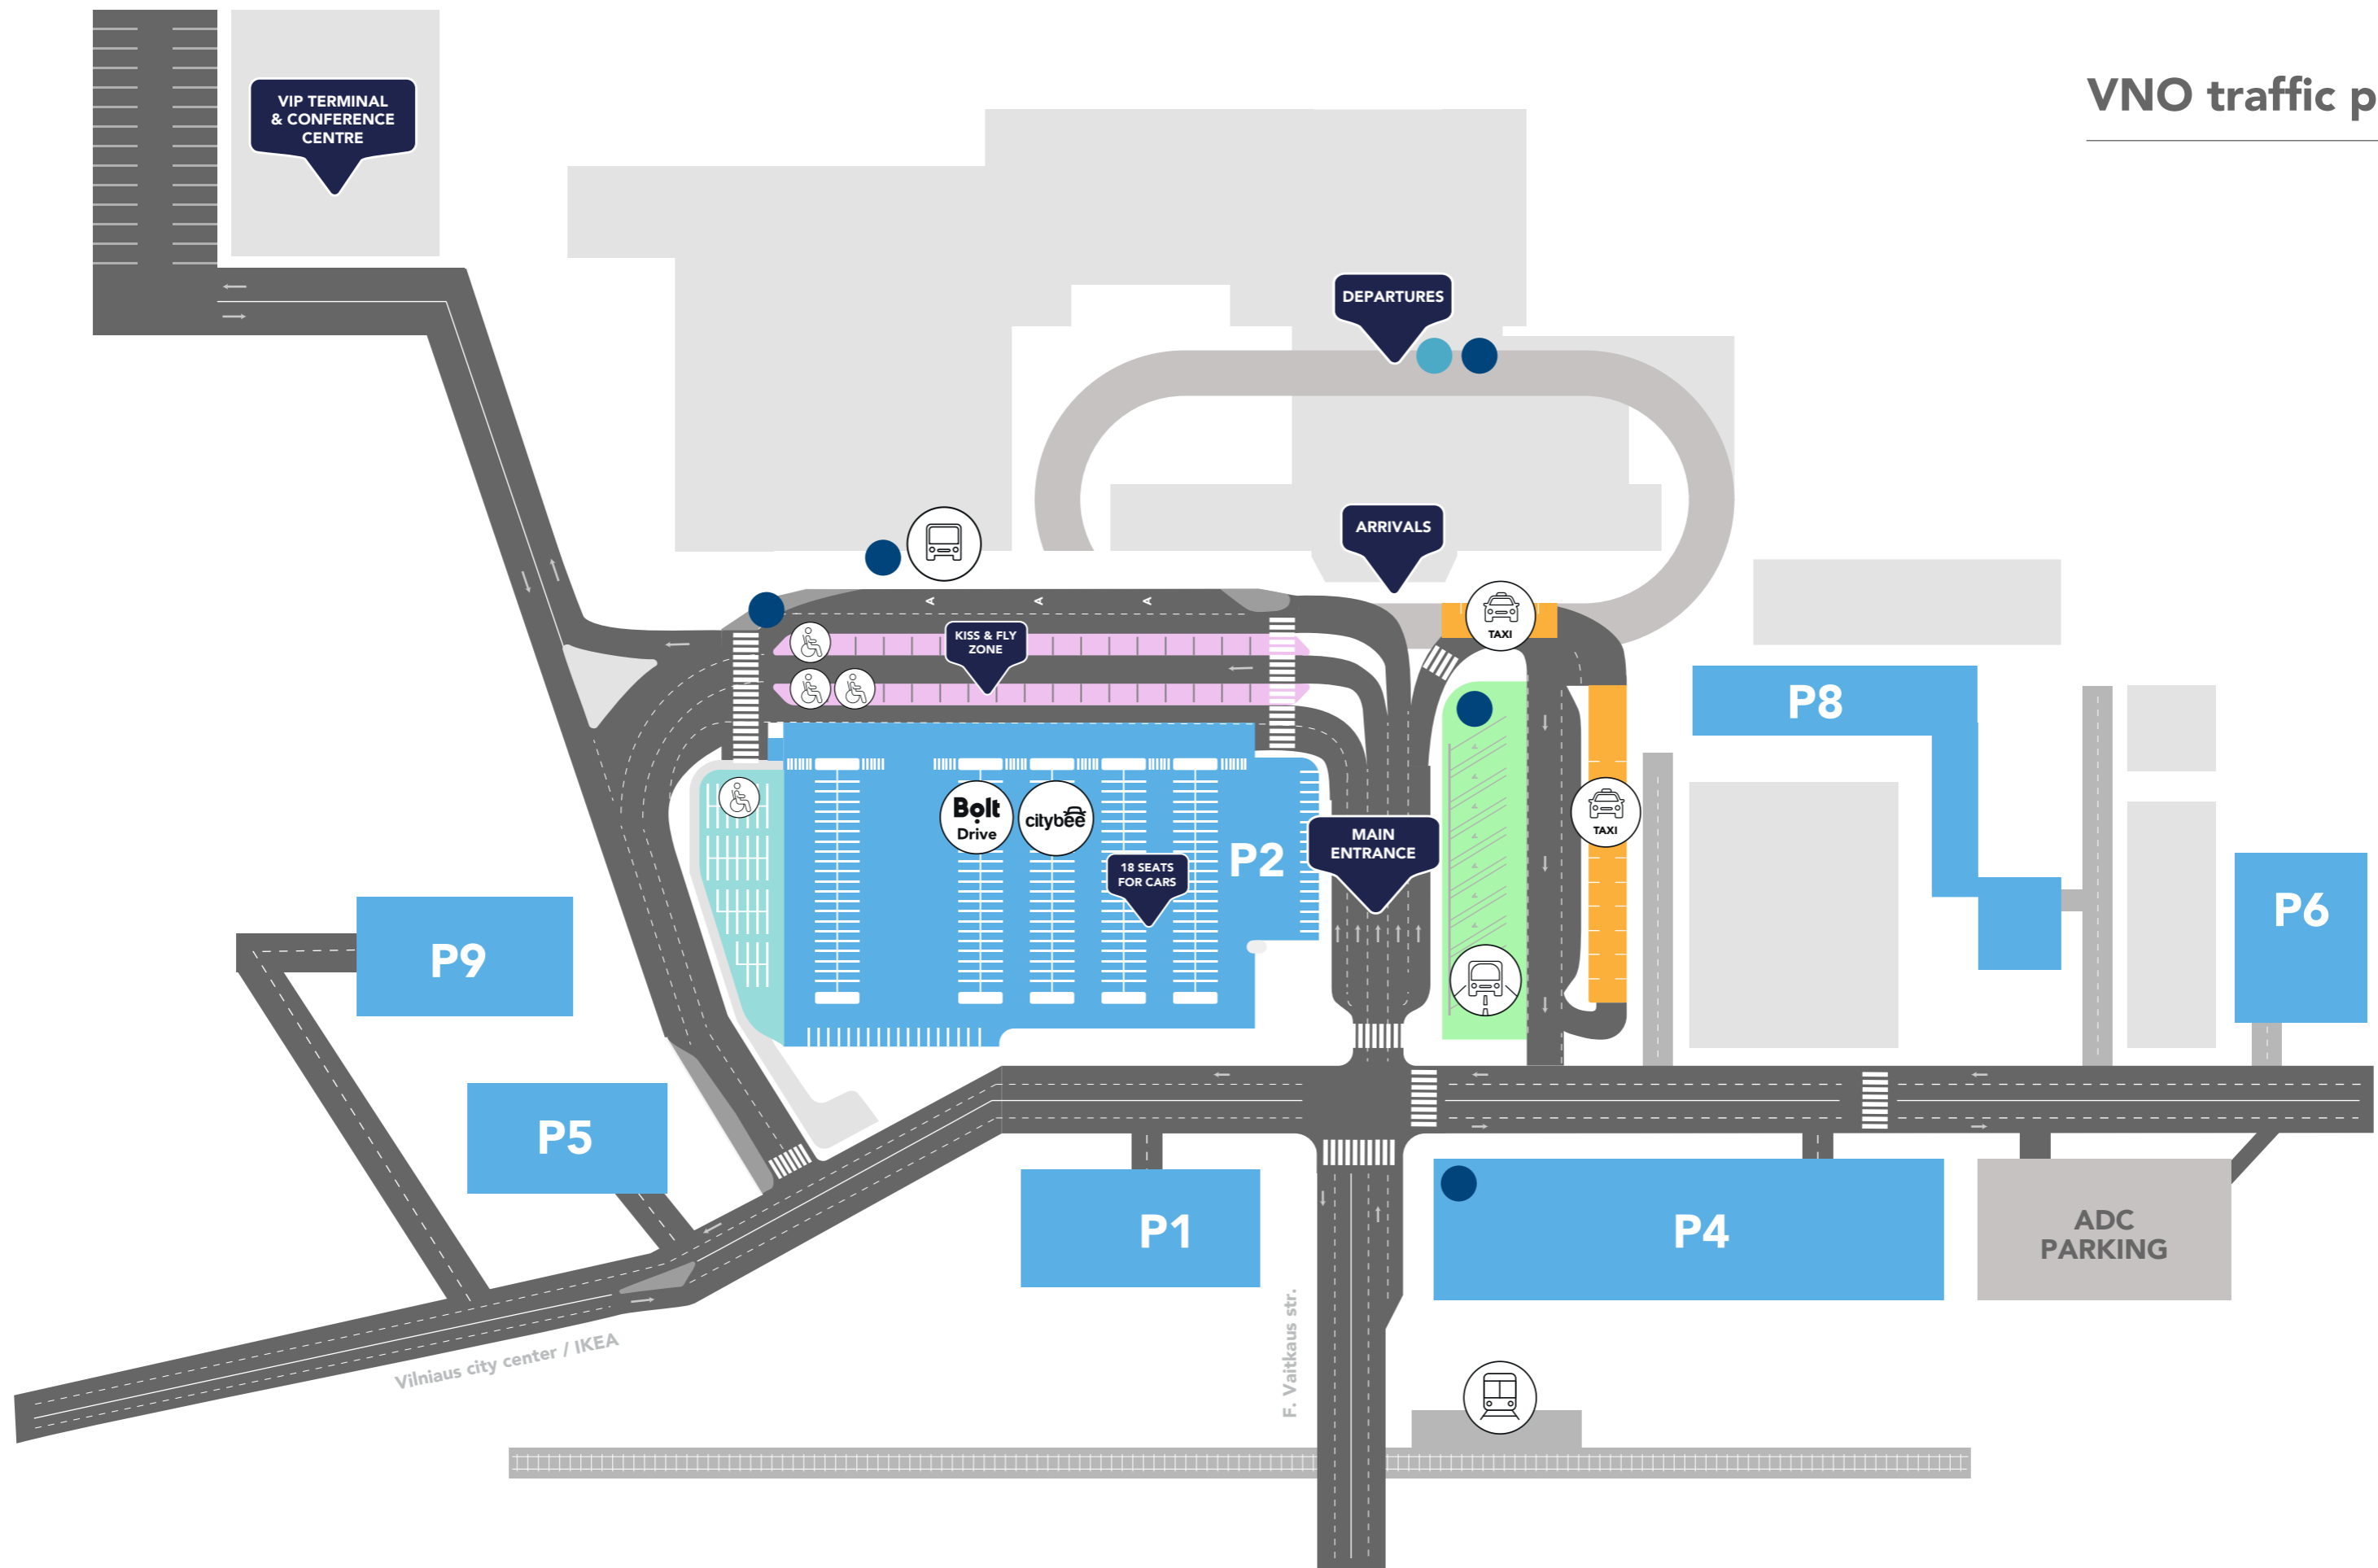 VNO traffic p
VIP TERMINAL
& CONFERENCE
CENTRE
DEPARTURES
ARRIVALS
TAXI
KISS & FLY
ZONE
P8
TAXI
Bolt
Drive
citybee
MAIN
ENTRANCE
P2
18 SEATS
FOR CARS
P6
P9
P5
P1
P4
ADC
PARKING
F. Vaitkaus str.
Vilniaus city center / IKEA